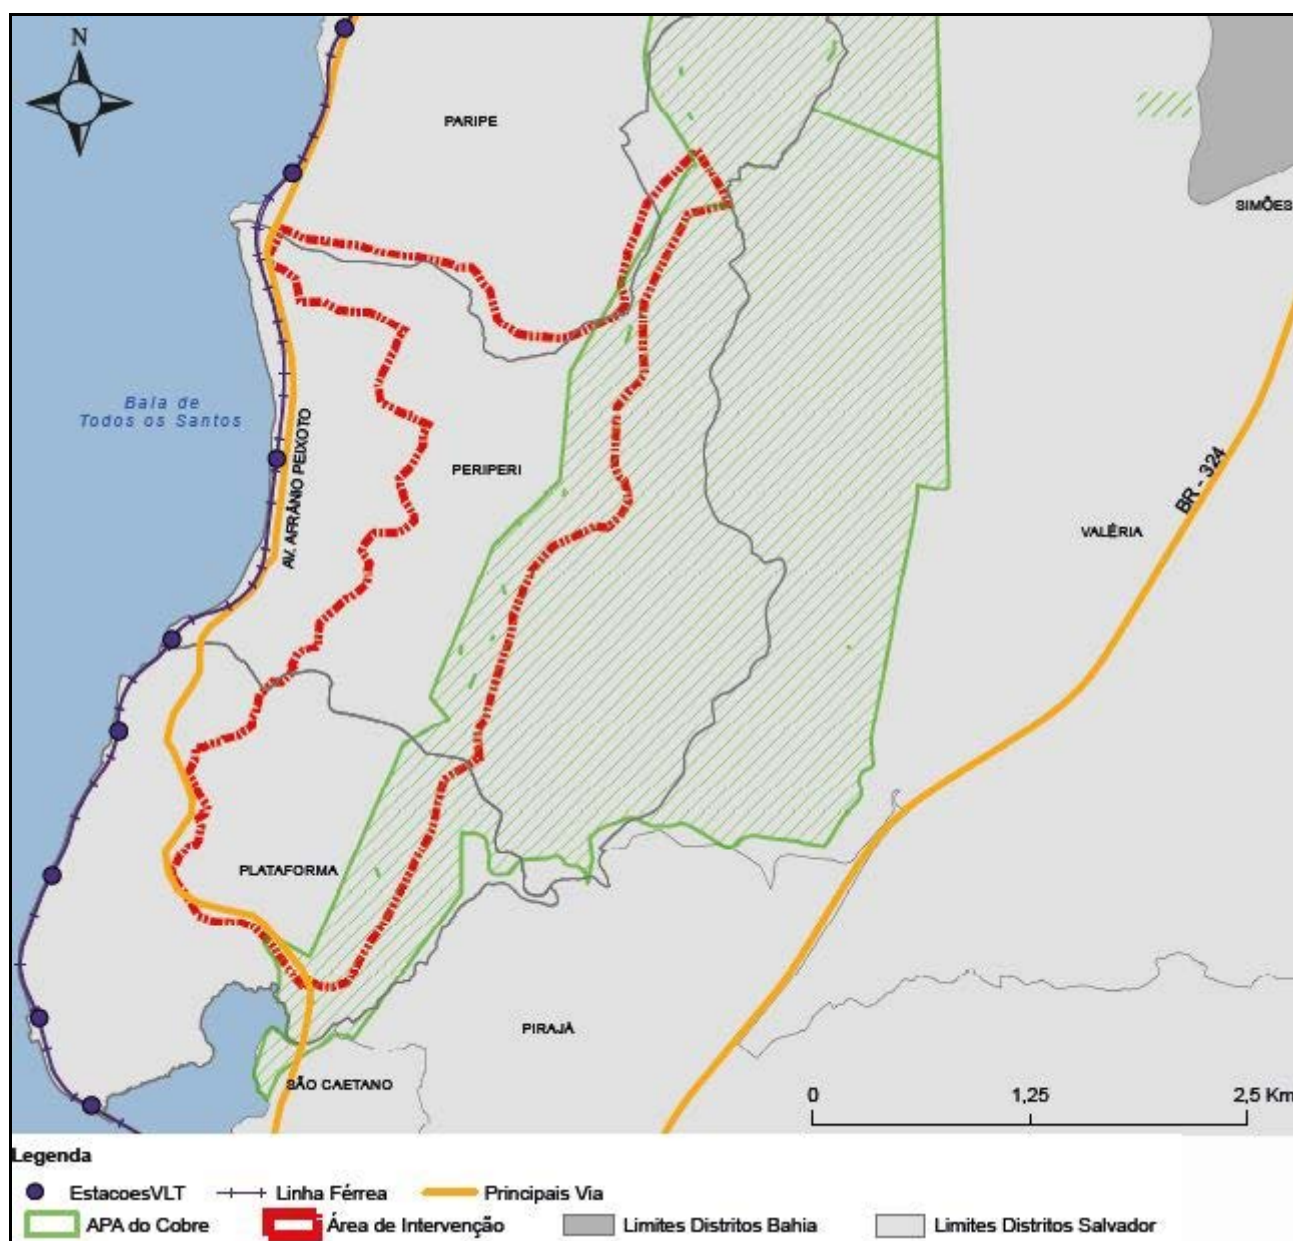 N
PARIPE
SIMÕES
Baia de
Todos os Santos
AV. AFRÂNIO PEIXOTO
PERIPERI
BR - 324
VALÉRIA
PLATAFORMA
PIRAJÁ
SÃO CAETANO
0 1,25 2,5 Km
Legenda
EstacoesVLT Linha Férrea Principais Via
APA do Cobre Área de Intervenção Limites Distritos Bahia Limites Distritos Salvador